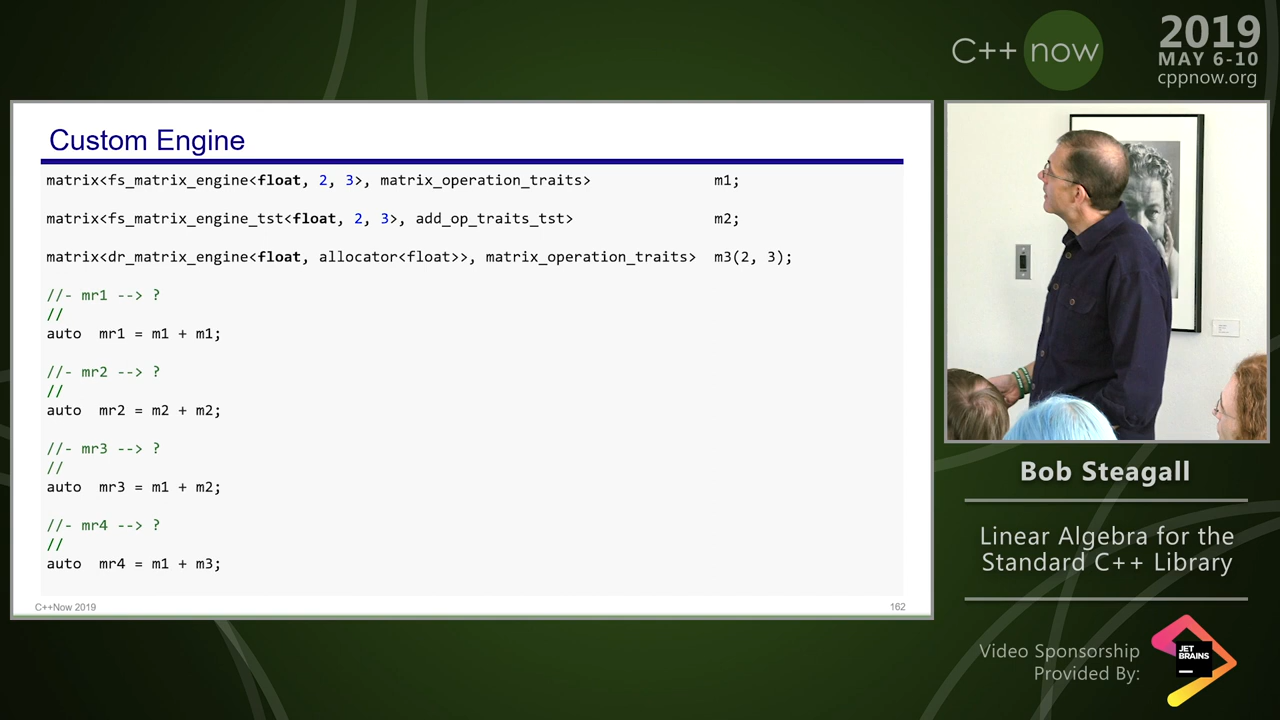 C++ now
2019
MAY 6-10
cppnow.org
Custom Engine
matrix<fs_matrix_engine<float, 2, 3>, matrix_operation_traits> m1;
matrix<fs_matrix_engine_tst<float, 2, 3>, add_op_traits_tst> m2;
matrix<dr_matrix_engine<float, allocator<float>>, matrix_operation_traits> m3(2, 3);
//- mr1 --> ?
//
auto mr1 = m1 + m1;
//- mr2 --> ?
//
auto mr2 = m2 + m2;
//- mr3 --> ?
//
auto mr3 = m1 + m2;
//- mr4 --> ?
//
auto mr4 = m1 + m3;
C++Now 2019
162
Bob Steagall
Linear Algebra for the
Standard C++ Library
Video Sponsorship
Provided By:
JET
BRAINS